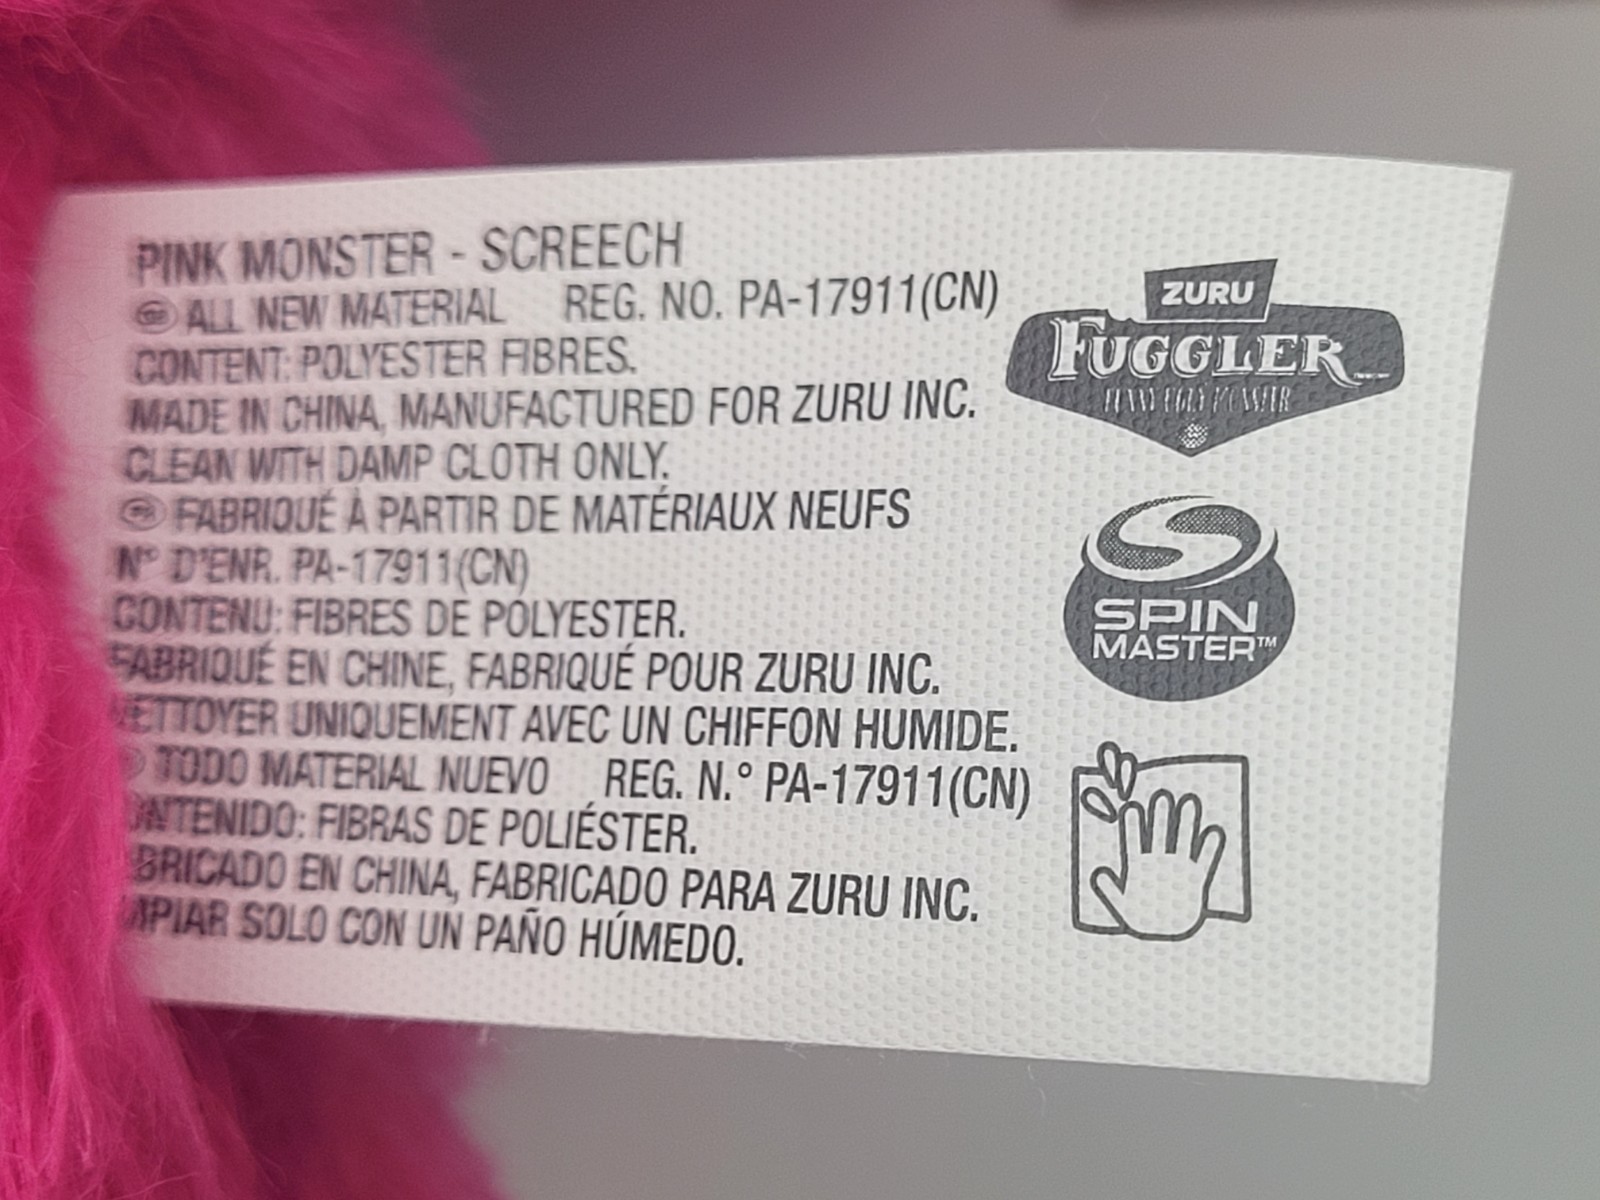 PINK MONSTER - SCREECH
ALL NEW MATERIAL REG. NO. PA-17911(CN)
CONTENT: POLYESTER FIBRES.
MADE IN CHINA, MANUFACTURED FOR ZURU INC.
CLEAN WITH DAMP CLOTH ONLY.
FABRIQUÉ À PARTIR DE MATÉRIAUX NEUFS
N° D'ENR. PA-17911(CN)
CONTENU: FIBRES DE POLYESTER.
FABRIQUÉ EN CHINE, FABRIQUÉ POUR ZURU INC.
ETTOYER UNIQUEMENT AVEC UN CHIFFON HUMIDE.
TODO MATERIAL NUEVO REG. N.° PA-17911(CN)
NTENIDO: FIBRAS DE POLIÉSTER.
BRICADO EN CHINA, FABRICADO PARA ZURU INC.
MPIAR SOLO CON UN PAÑO HÚMEDO.
ZURU
FUGGLER
SPIN
MASTER™